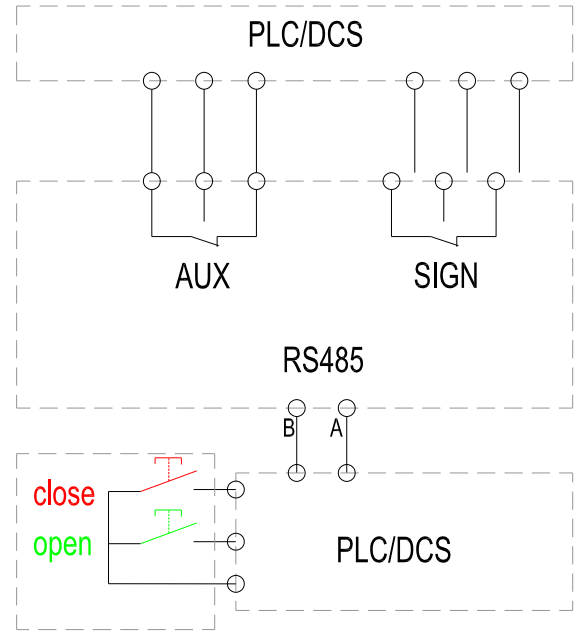 PLC/DCS
AUX
SIGN
RS485
B
A
close
open
PLC/DCS